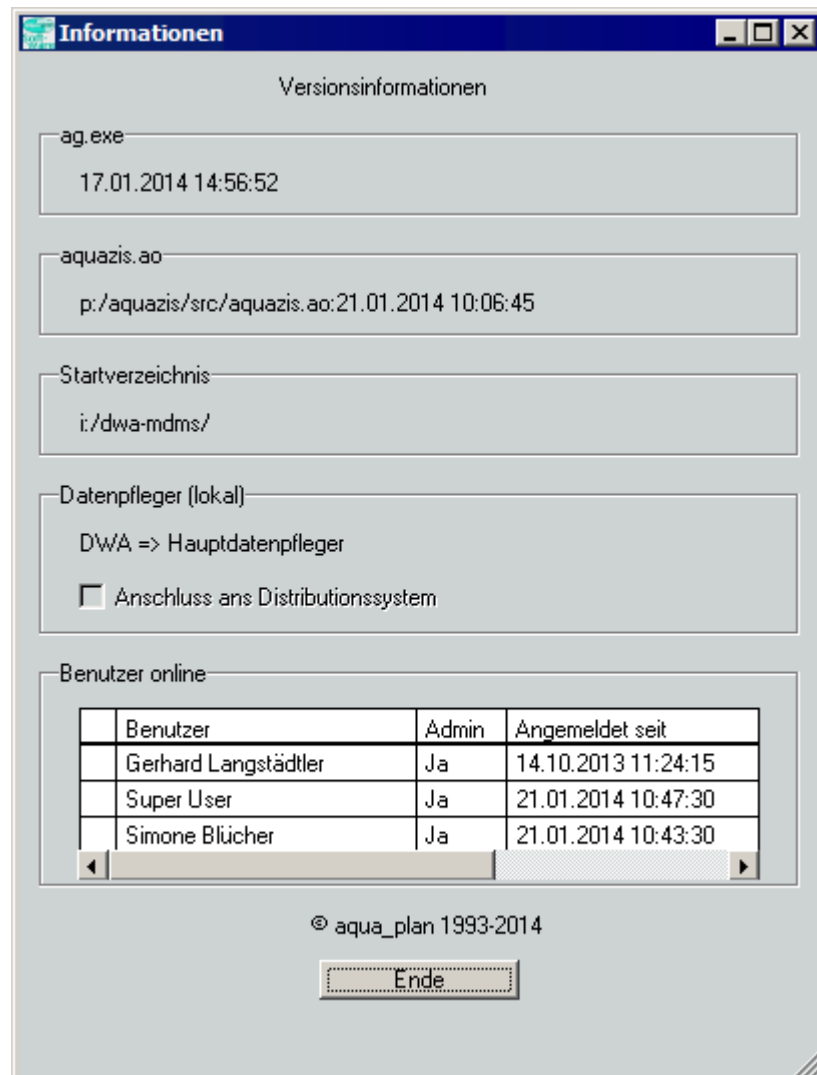 Informationen
Versionsinformationen
ag.exe
17.01.2014 14:56:52
aquazis.ao
p:/aquazis/src/aquazis.ao:21.01.2014 10:06:45
Startverzeichnis
i:/dwa-mdms/
Datenpfleger (lokal)
DWA => Hauptdatenpfleger
Anschluss ans Distributionssystem
Benutzer online
Benutzer Admin Angemeldet seit
Gerhard Langstädtler Ja 14.10.2013 11:24:15
Super User Ja 21.01.2014 10:47:30
Simone Blücher Ja 21.01.2014 10:43:30
© aqua_plan 1993-2014
Ende